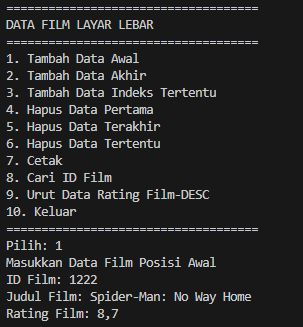 ====================================
DATA FILM LAYAR LEBAR
====================================
1. Tambah Data Awal
2. Tambah Data Akhir
3. Tambah Data Indeks Tertentu
4. Hapus Data Pertama
5. Hapus Data Terakhir
6. Hapus Data Tertentu
7. Cetak
8. Cari ID Film
9. Urut Data Rating Film-DESC
10. Keluar
====================================
Pilih: 1
Masukkan Data Film Posisi Awal
ID Film: 1222
Judul Film: Spider-Man: No Way Home
Rating Film: 8,7